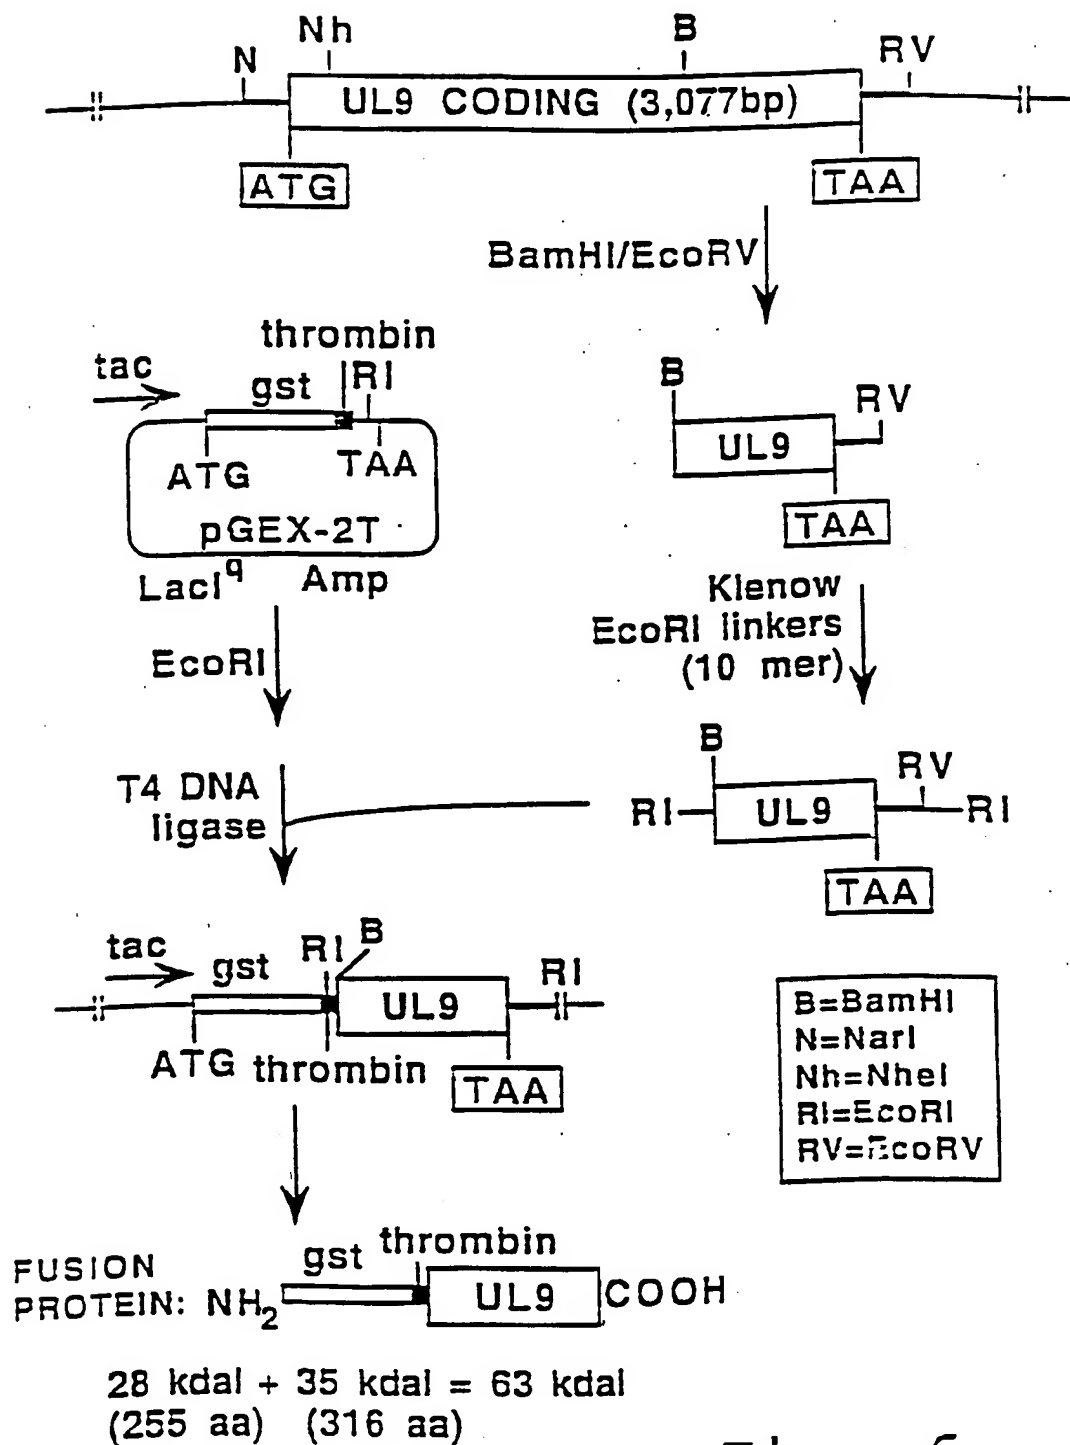 Nh
B
N
RV
UL9 CODING (3,077bp)
ATG
TAA
BamHI/EcoRV
thrombin
tac
gst
RI
ATG
TAA
pGEX-2T
LacI^q Amp
B
RV
UL9
TAA
EcoRI
Klenow
EcoRI linkers
(10 mer)
T4 DNA
ligase
B
RV
RI
UL9
RI
TAA
tac
gst
RI
B
UL9
RI
ATG thrombin
TAA
B=BamHI
N=NarI
Nh=NheI
RI=EcoRI
RV=EcoRV
gst thrombin
FUSION
PROTEIN: NH2
UL9
COOH
28 kdal + 35 kdal = 63 kdal
(255 aa) (316 aa)